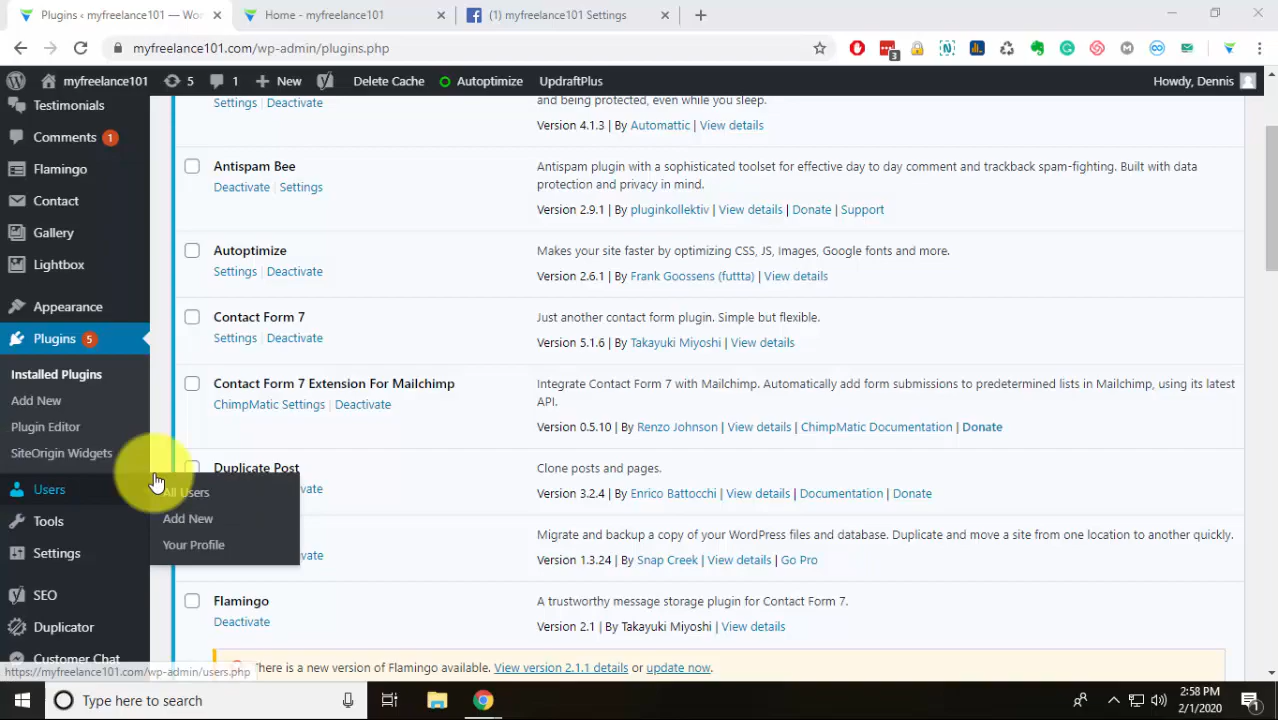 Plugins ‹ myfreelance101 — Wor
Home - myfreelance101
(1) myfreelance101 Settings
myfreelance101.com/wp-admin/plugins.php
3
myfreelance101
5
1
New
Delete Cache
Autoptimize
UpdraftPlus
Howdy, Dennis
Testimonials
Comments 1
Flamingo
Contact
Gallery
Lightbox
Appearance
Plugins 5
Installed Plugins
Add New
Plugin Editor
SiteOrigin Widgets
Users
Tools
Settings
SEO
Duplicator
Customer Chat
All Users
Add New
Your Profile
and being protected, even while you sleep.
Settings | Deactivate
Version 4.1.3 | By Automattic | View details
Antispam Bee
Deactivate | Settings
Antispam plugin with a sophisticated toolset for effective day to day comment and trackback spam-fighting. Built with data
protection and privacy in mind.
Version 2.9.1 | By pluginkollektiv | View details | Donate | Support
Autoptimize
Settings | Deactivate
Makes your site faster by optimizing CSS, JS, Images, Google fonts and more.
Version 2.6.1 | By Frank Goossens (futtta) | View details
Contact Form 7
Settings | Deactivate
Just another contact form plugin. Simple but flexible.
Version 5.1.6 | By Takayuki Miyoshi | View details
Contact Form 7 Extension For Mailchimp
ChimpMatic Settings | Deactivate
Integrate Contact Form 7 with Mailchimp. Automatically add form submissions to predetermined lists in Mailchimp, using its latest
API.
Version 0.5.10 | By Renzo Johnson | View details | ChimpMatic Documentation | Donate
Duplicate Post
Clone posts and pages.
Version 3.2.4 | By Enrico Battocchi | View details | Documentation | Donate
Migrate and backup a copy of your WordPress files and database. Duplicate and move a site from one location to another quickly.
Version 1.3.24 | By Snap Creek | View details | Go Pro
Flamingo
Deactivate
A trustworthy message storage plugin for Contact Form 7.
Version 2.1 | By Takayuki Miyoshi | View details
There is a new version of Flamingo available. View version 2.1.1 details or update now.
https://myfreelance101.com/wp-admin/users.php
Type here to search
2:58 PM
2/1/2020
1